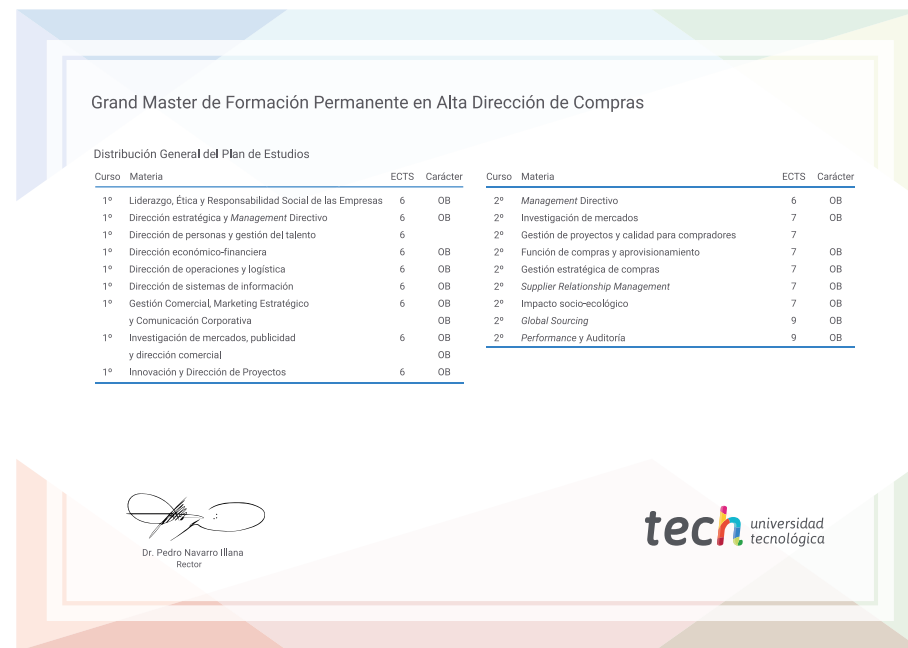 Grand Master de Formación Permanente en Alta Dirección de Compras
Distribución General del Plan de Estudios
Curso Materia ECTS Carácter
1º Liderazgo, Ética y Responsabilidad Social de las Empresas 6 OB
1º Dirección estratégica y Management Directivo 6 OB
1º Dirección de personas y gestión del talento 6
1º Dirección económico-financiera 6 OB
1º Dirección de operaciones y logística 6 OB
1º Dirección de sistemas de información 6 OB
1º Gestión Comercial, Marketing Estratégico 6 OB
y Comunicación Corporativa OB
1º Investigación de mercados, publicidad 6 OB
y dirección comercial OB
1º Innovación y Dirección de Proyectos 6 OB
Curso Materia ECTS Carácter
2º Management Directivo 6 OB
2º Investigación de mercados 7 OB
2º Gestión de proyectos y calidad para compradores 7
2º Función de compras y aprovisionamiento 7 OB
2º Gestión estratégica de compras 7 OB
2º Supplier Relationship Management 7 OB
2º Impacto socio-ecológico 7 OB
2º Global Sourcing 9 OB
2º Performance y Auditoría 9 OB
Dr. Pedro Navarro Illana
Rector
tech universidad
tecnológica